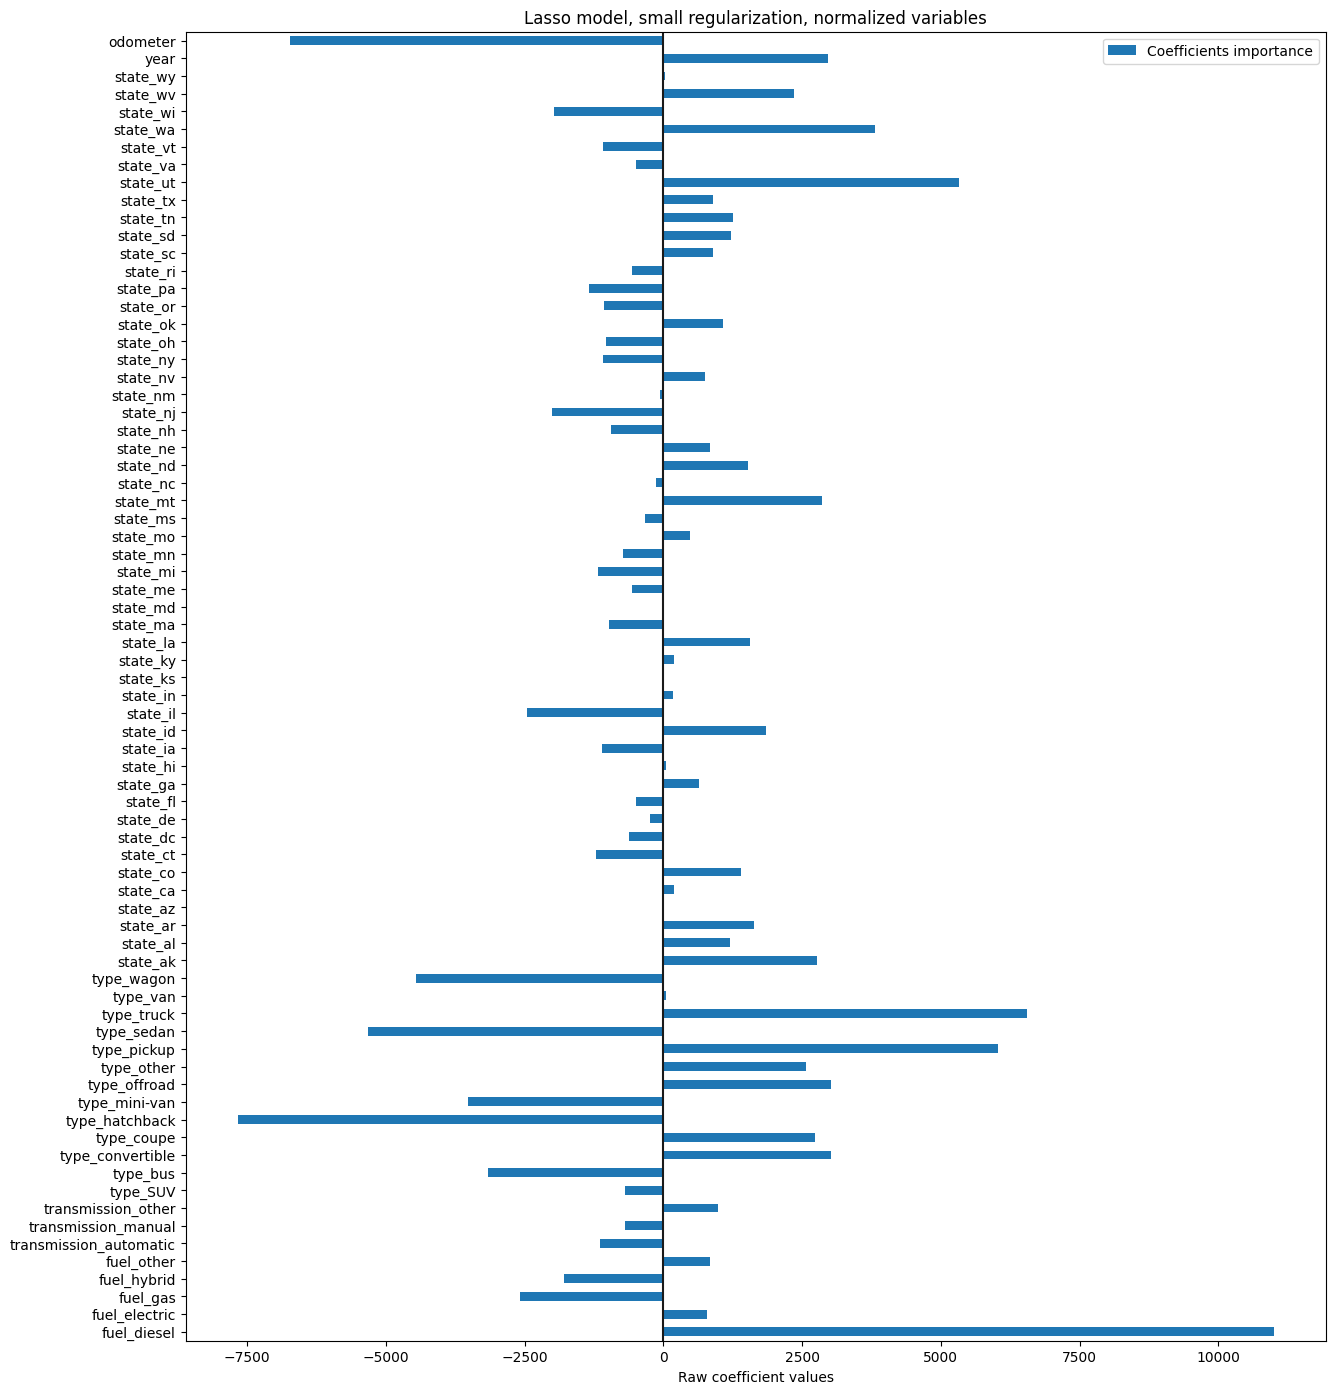 Lasso model, small regularization, normalized variables
Coefficients importance
odometer
year
state_wy
state_wv
state_wi
state_wa
state_vt
state_va
state_ut
state_tx
state_tn
state_sd
state_sc
state_ri
state_pa
state_or
state_ok
state_oh
state_ny
state_nv
state_nm
state_nj
state_nh
state_ne
state_nd
state_nc
state_mt
state_ms
state_mo
state_mn
state_mi
state_me
state_md
state_ma
state_la
state_ky
state_ks
state_in
state_il
state_id
state_ia
state_hi
state_ga
state_fl
state_de
state_dc
state_ct
state_co
state_ca
state_az
state_ar
state_al
state_ak
type_wagon
type_van
type_truck
type_sedan
type_pickup
type_other
type_offroad
type_mini-van
type_hatchback
type_coupe
type_convertible
type_bus
type_SUV
transmission_other
transmission_manual
transmission_automatic
fuel_other
fuel_hybrid
fuel_gas
fuel_electric
fuel_diesel
−7500 −5000 −2500 0 2500 5000 7500 10000
Raw coefficient values